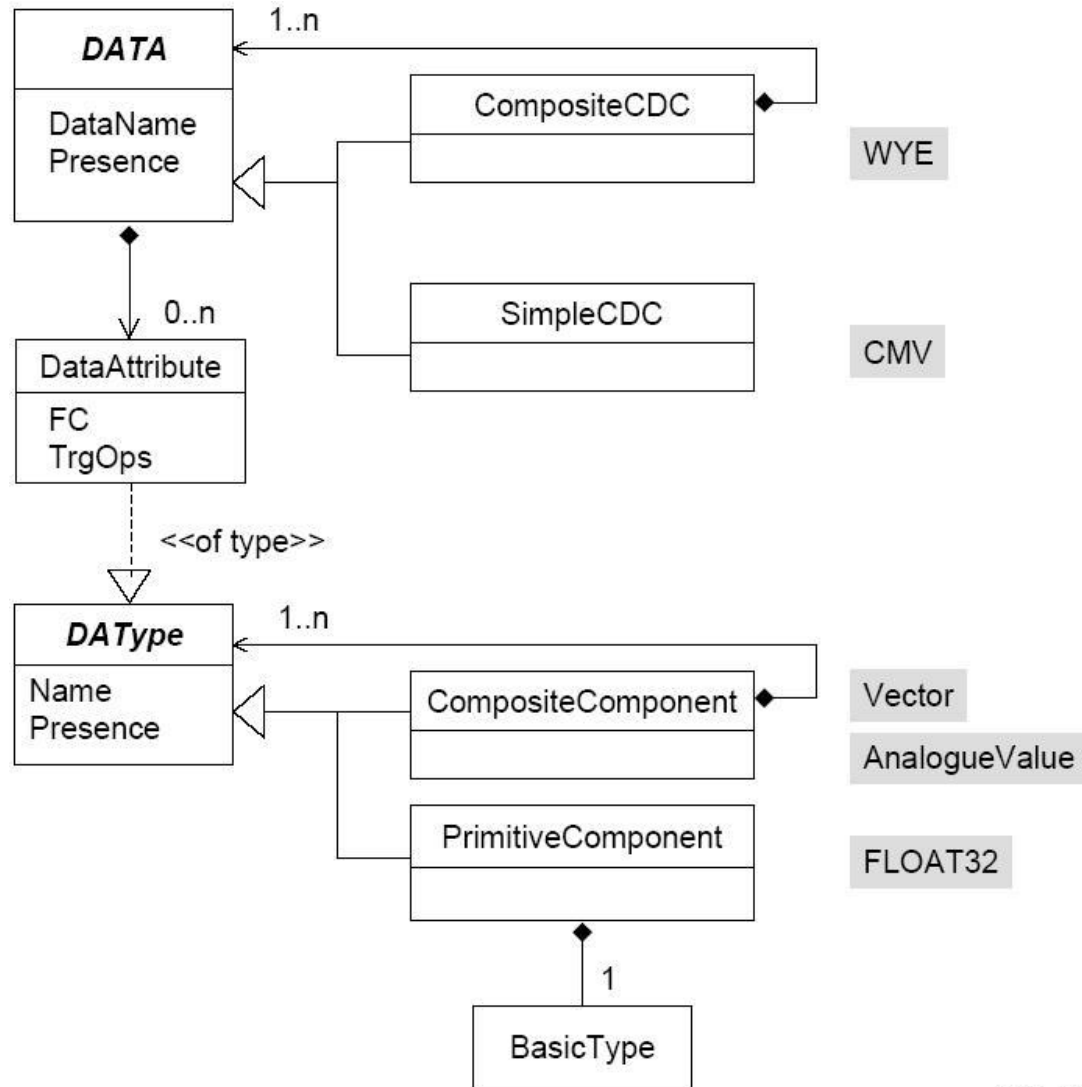 1..n
DATA
DataName
Presence
CompositeCDC
WYE
SimpleCDC
CMV
0..n
DataAttribute
FC
TrgOps
<<of type>>
DAType
Name
Presence
1..n
CompositeComponent
Vector
AnalogueValue
PrimitiveComponent
FLOAT32
1
BasicType